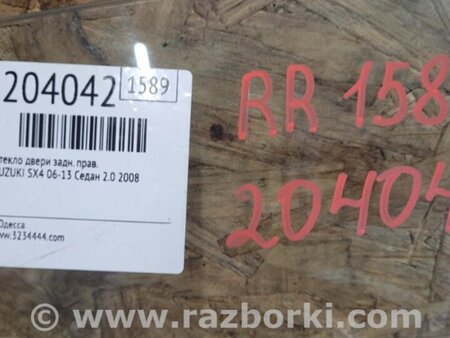 204042 1589
текло двери задн. прав.
UZUKI SX4 06-13 Седан 2.0 2008
Одесса
www.3234444.com
RR 158
20404
www.razborki.com